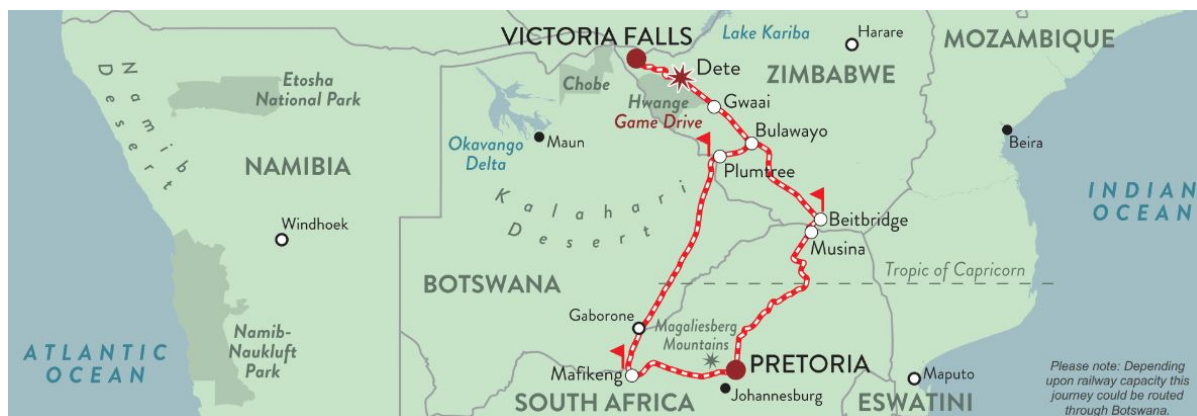 VICTORIA FALLS
Lake Kariba
Harare
MOZAMBIQUE
Namib
Desert
Etosha
National Park
Chobe
Dete
ZIMBABWE
Hwange
Game Drive
Gwaai
Okavango
Delta
Maun
Bulawayo
Beira
NAMIBIA
Plumtree
Kalahari
Desert
INDIAN
OCEAN
Windhoek
Beitbridge
Musina
BOTSWANA
Tropic of Capricorn
Gaborone
Magaliesberg
Mountains
Namib-
Naukluft
Park
ATLANTIC
OCEAN
Mafikeng
PRETORIA
Johannesburg
SOUTH AFRICA
Maputo
ESWATINI
Please note: Depending
upon railway capacity this
journey could be routed
through Botswana.